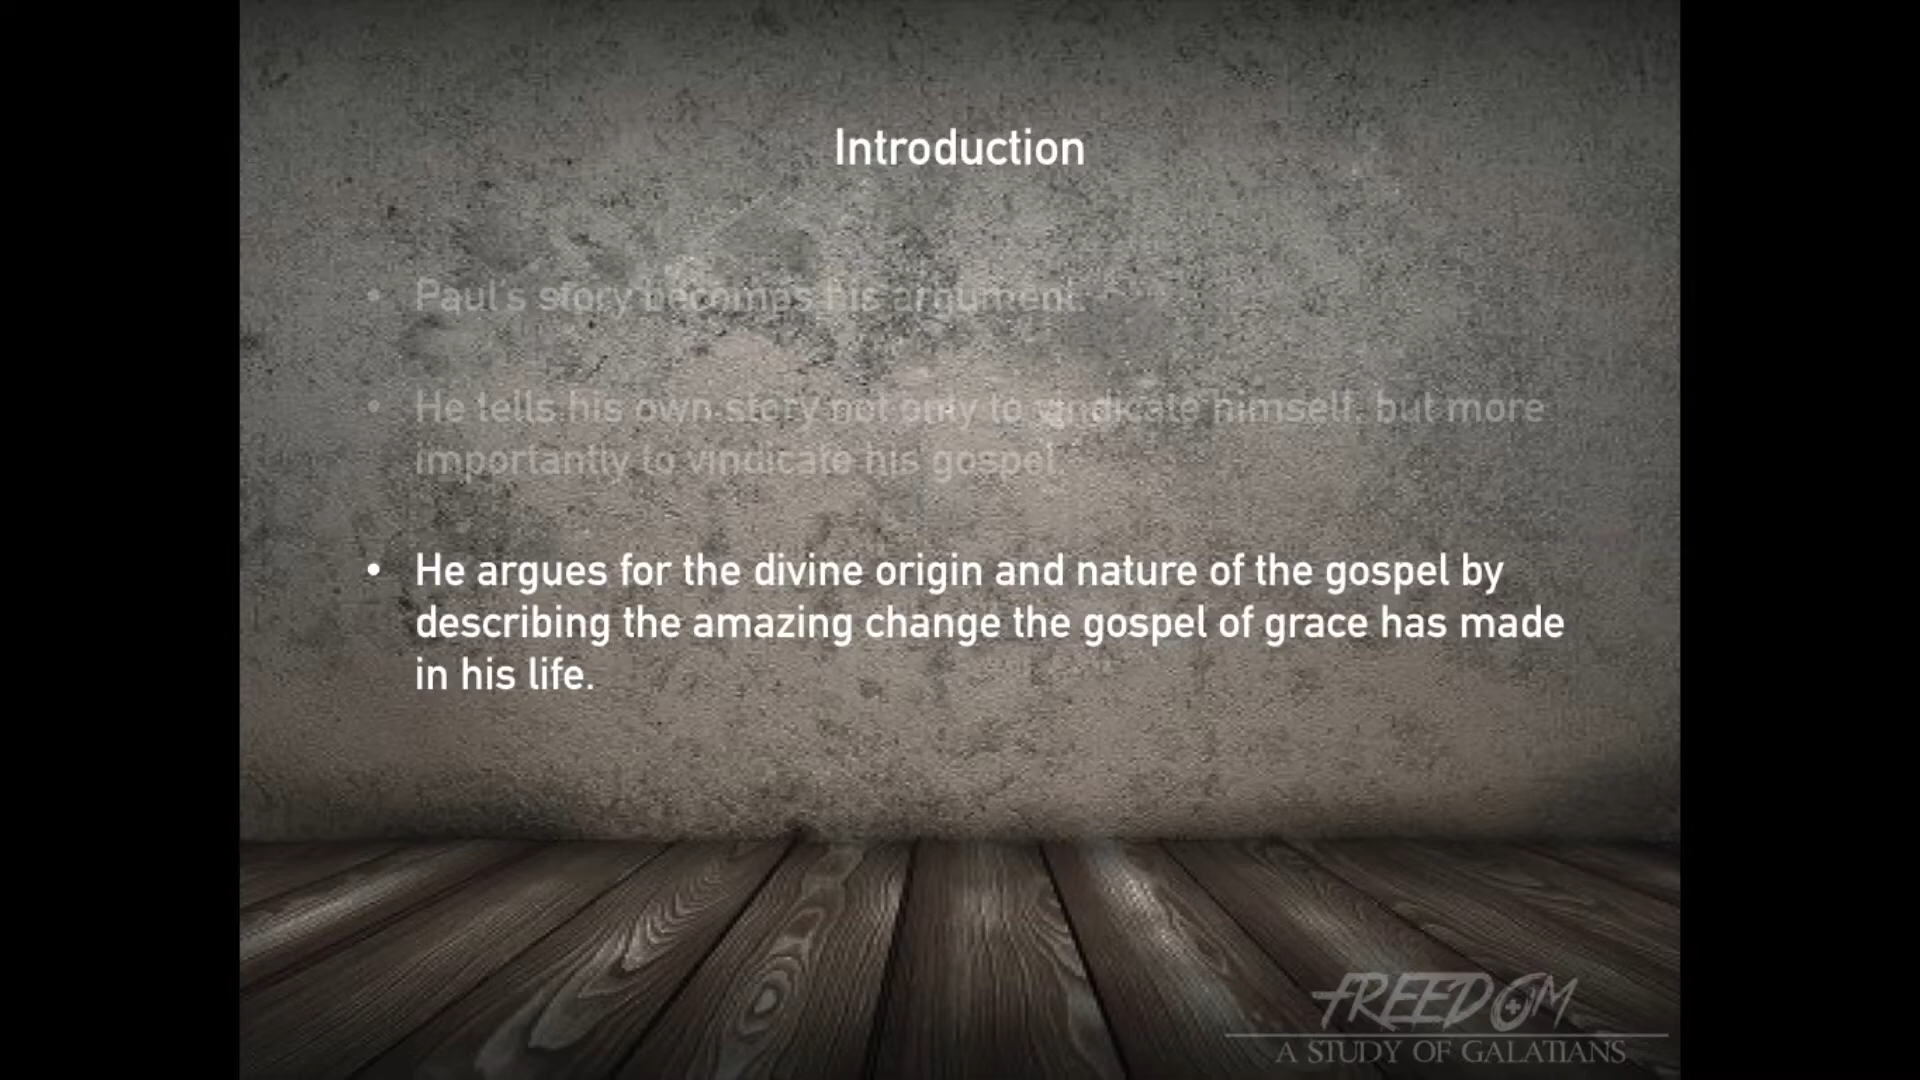 Introduction
• Paul's story becomes his argument.
• He tells his own story not only to vindicate himself, but more
importantly to vindicate his gospel.
• He argues for the divine origin and nature of the gospel by
describing the amazing change the gospel of grace has made
in his life.
FREEDOM
A STUDY OF GALATIANS